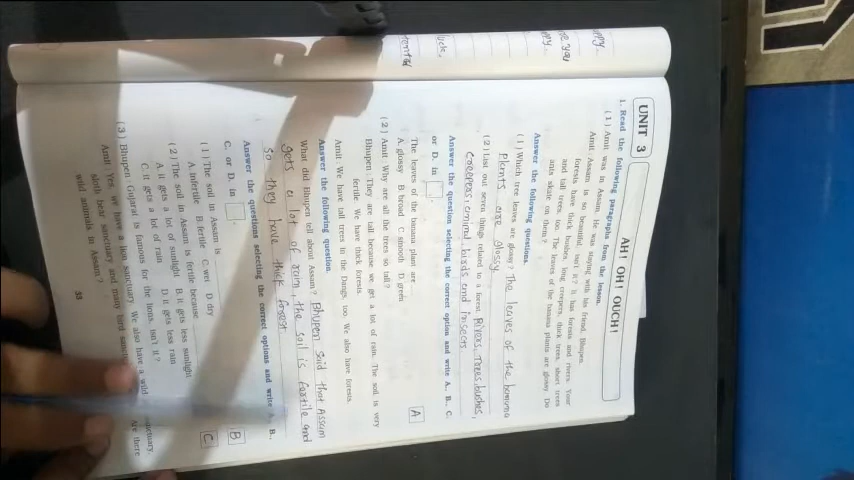 UNIT 3
AH! OH! OUCH!
1. Read the following paragraphs from the lesson.
(1) Amit was in Assam. He was staying with his friend, Bhupen.
Amit : Assam is so beautiful, isn't it? It has forests and rivers. Your
forests have thick bushes, long creepers, thick trees, short trees
and tall trees, too. The leaves of the banana plants are glossy. Do
ants skate on them?
Answer the following questions.
(1) Which tree leaves are glossy? The leaves of the banana
plants are glossy.
(2) List out seven things related to a forest. Rivers, Trees, bushes,
creepers, animal, birds and insects
Answer the question selecting the correct option and write A, B, C
or D. in
The leaves of the banana plant are
A. glossy B. broad C. smooth D. green
A
(2) Amit : Why are all the trees so tall?
Bhupen : They are tall because we get a lot of rain. The soil is very
fertile. We have thick forests.
Amit : We have tall trees in the Dangs, too. We also have forests.
Answer the following question.
What did Bhupen tell about Assam? Bhupen said that Assam
gets a lot of rain, the soil is fertile and
so they have thick forest
Answer the questions selecting the correct options and write A, B,
C. or D. in
(1) The soil in Assam is
A. infertile B. fertile C. wet D. dry
B
(2) The soil in Assam is fertile because
A. it gets a lot of sunlight B. it gets less sunlight
C. it gets a lot of rain D. it gets less rain
C
(3) Bhupen : Gujarat is famous for the lions, isn't it?
Amit : Yes, we have a lion sanctuary. We also have a wild
sloth bear sanctuary and many bird Are there
wild animals in Assam?
33